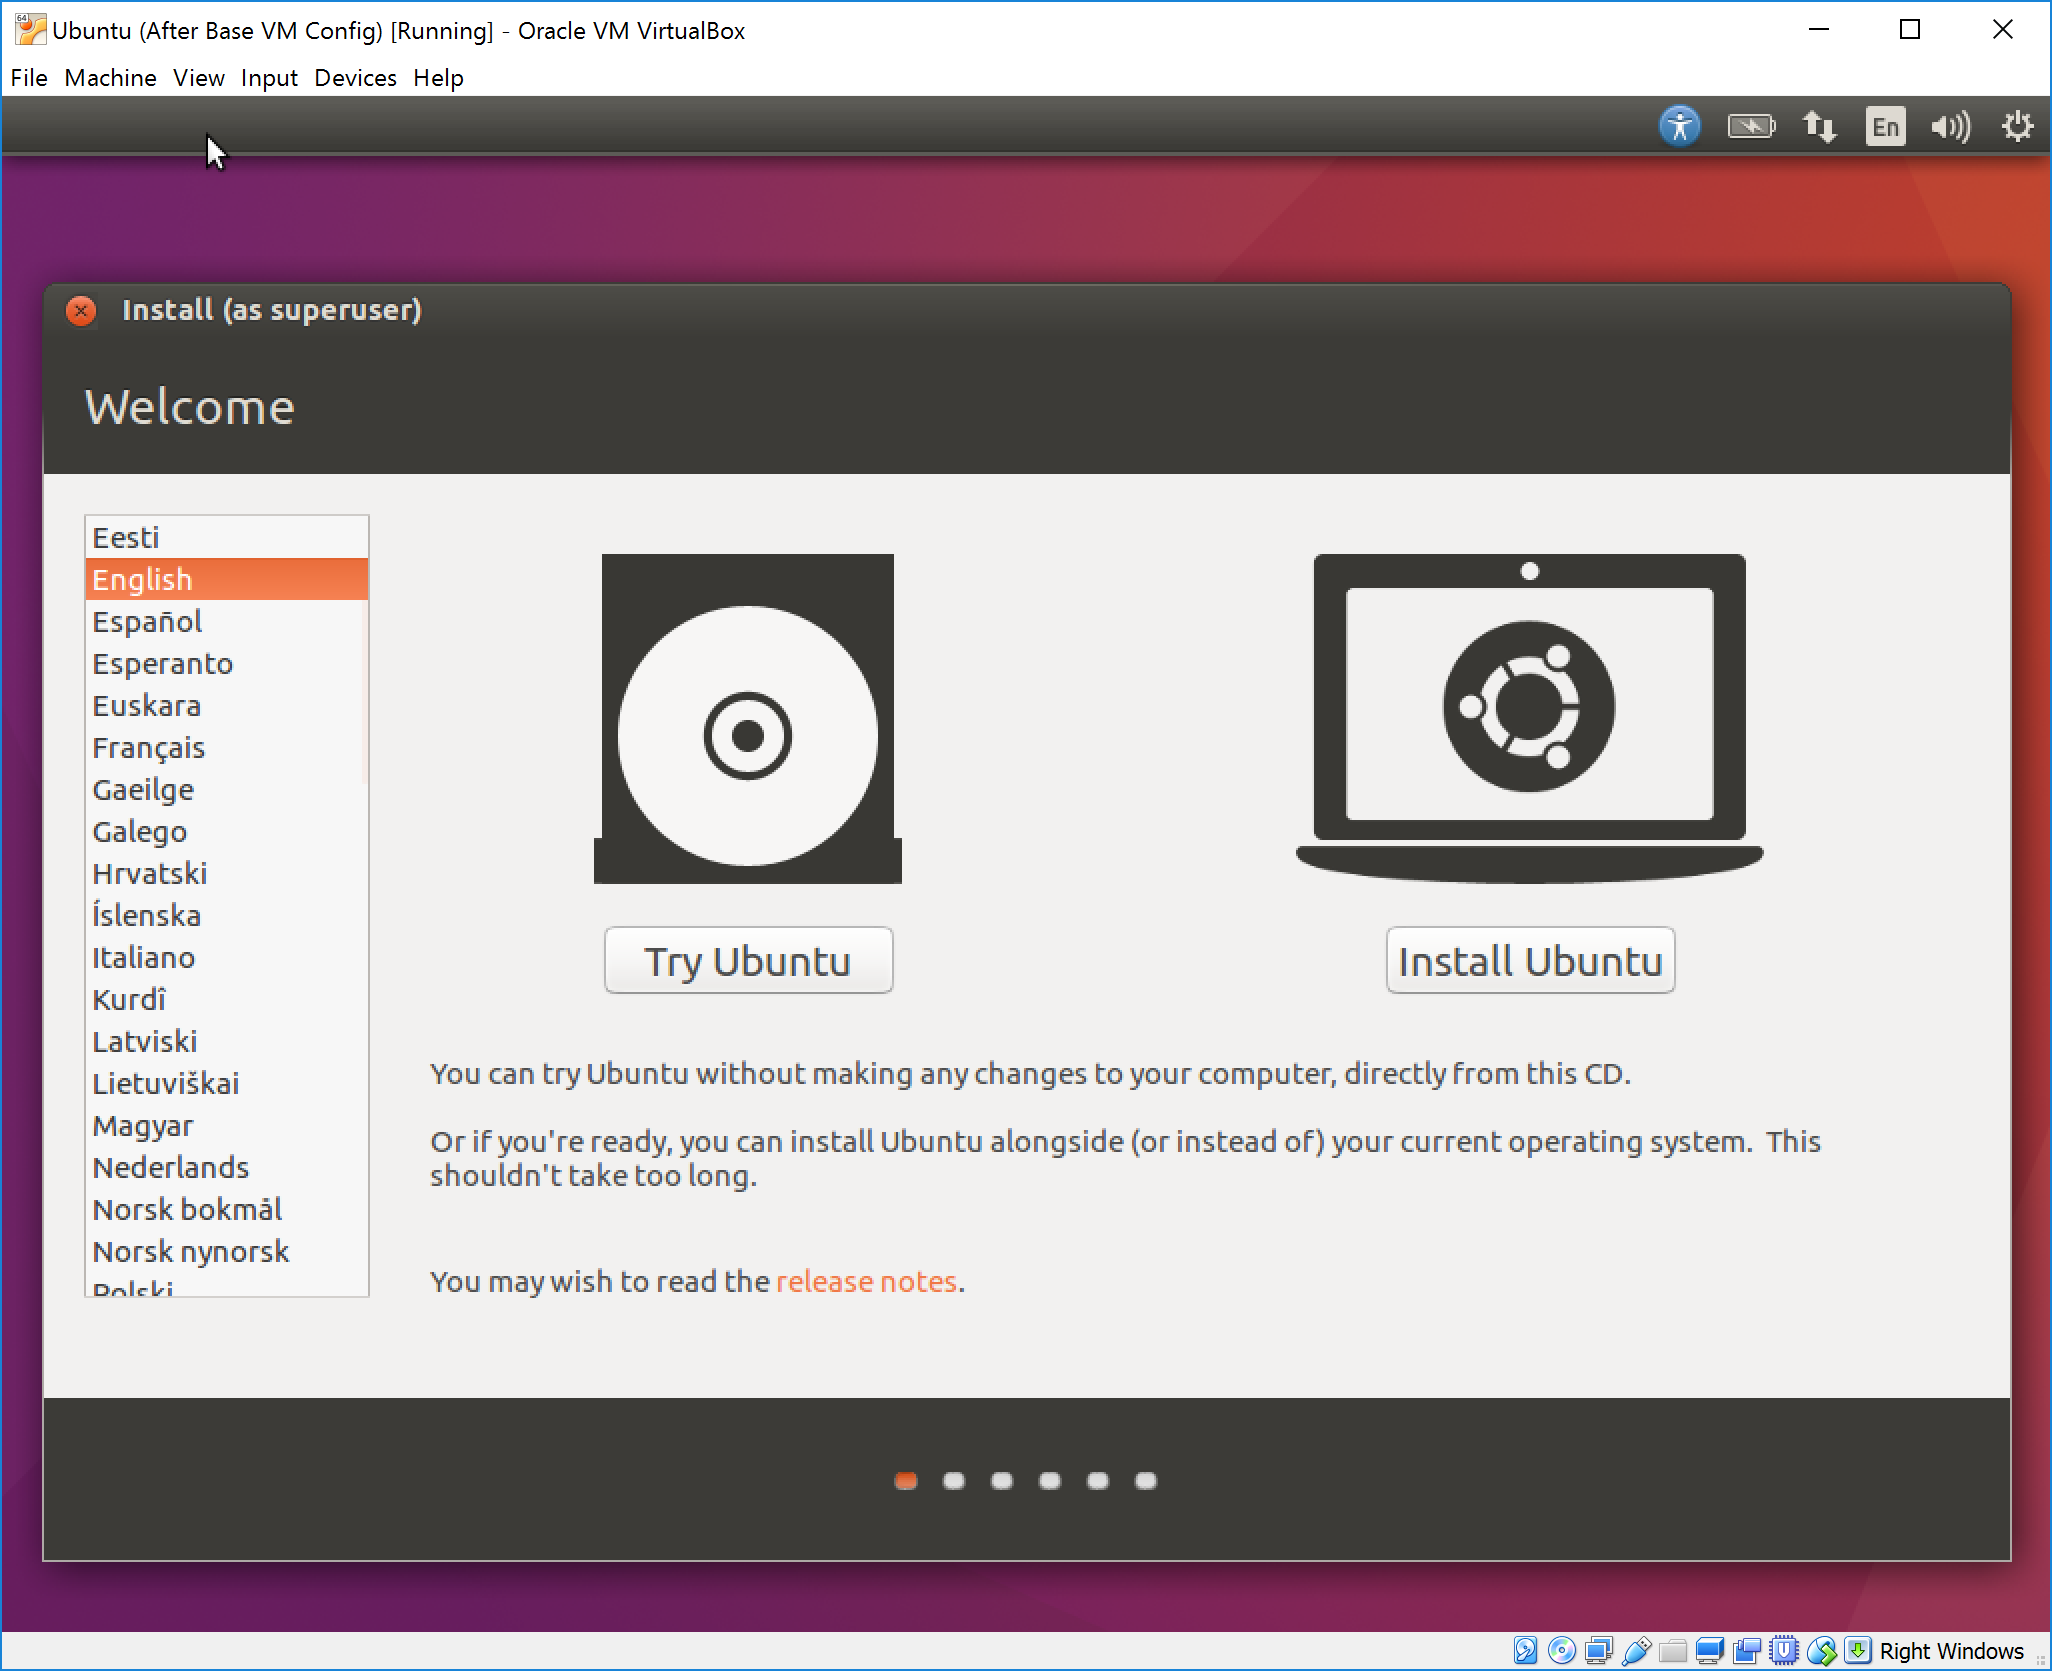 Ubuntu (After Base VM Config) [Running] - Oracle VM VirtualBox
File Machine View Input Devices Help
En
Install (as superuser)
Welcome
Eesti
English
Español
Esperanto
Euskara
Français
Gaeilge
Galego
Hrvatski
Íslenska
Italiano
Kurdî
Latviski
Lietuviškai
Magyar
Nederlands
Norsk bokmål
Norsk nynorsk
Polski
Try Ubuntu
Install Ubuntu
You can try Ubuntu without making any changes to your computer, directly from this CD.
Or if you're ready, you can install Ubuntu alongside (or instead of) your current operating system. This
shouldn't take too long.
You may wish to read the release notes.
Right Windows